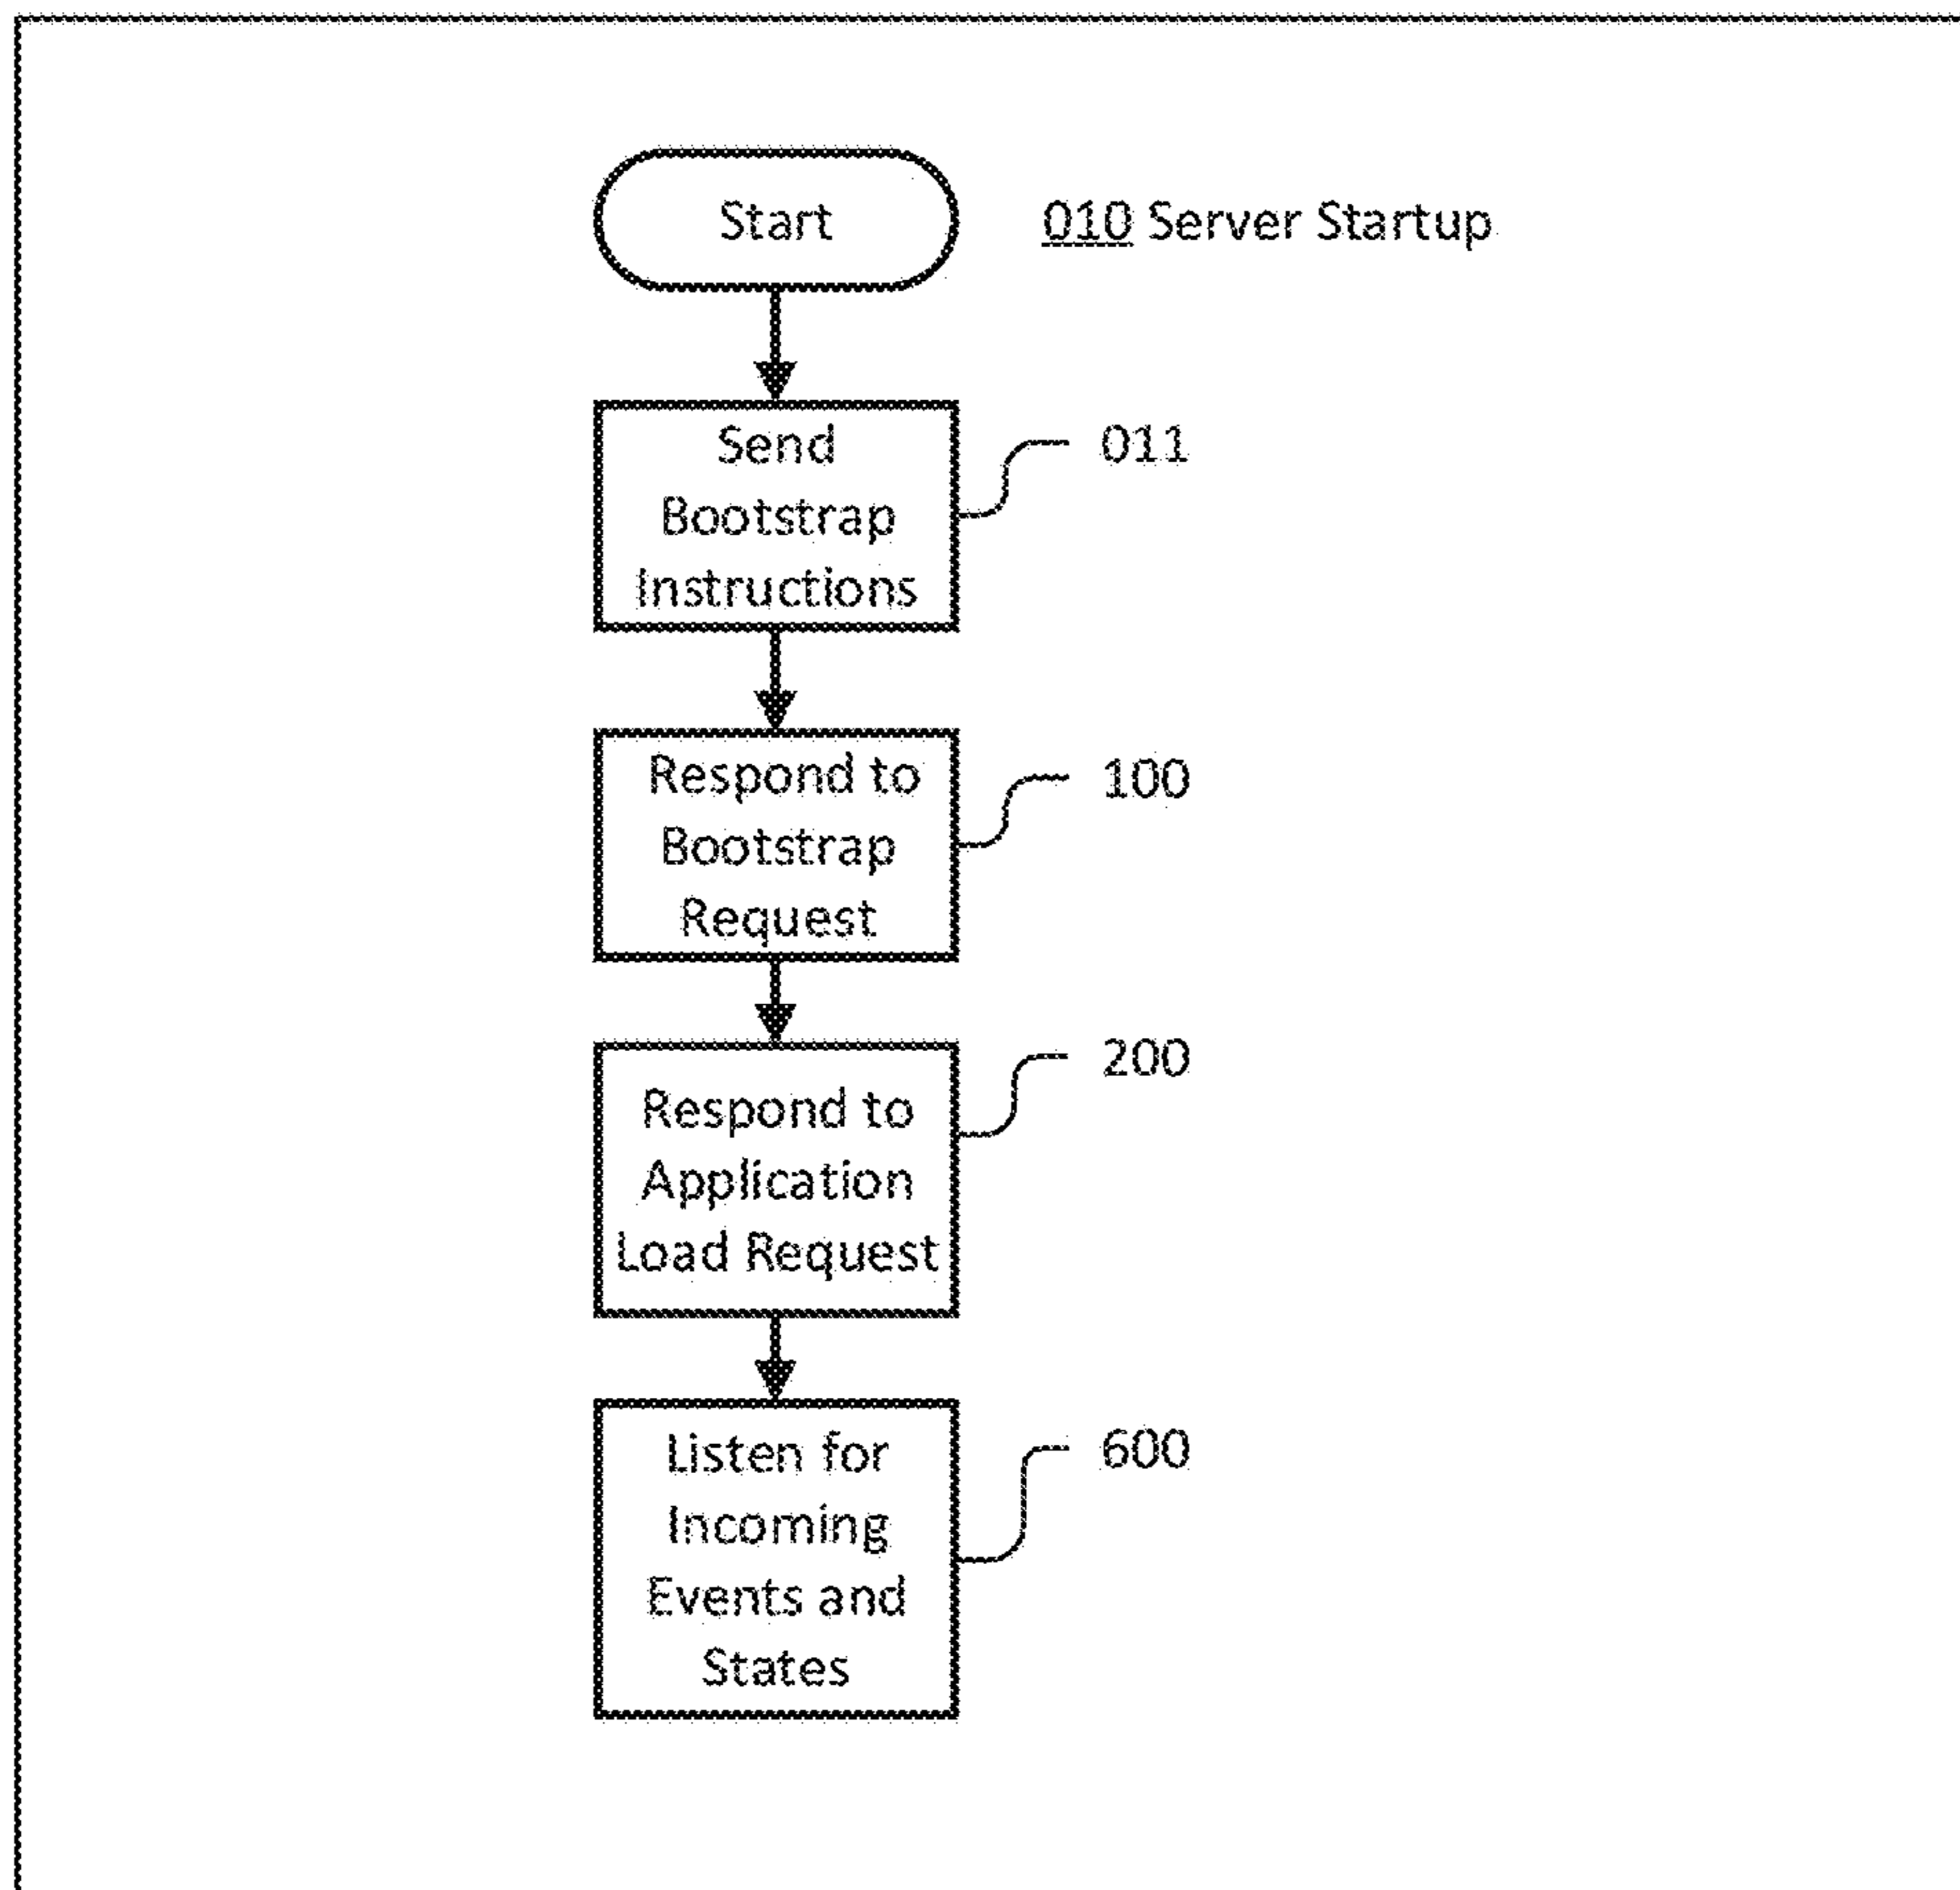 Start
010 Server Startup
Send
Bootstrap
Instructions
011
Respond to
Bootstrap
Request
100
Respond to
Application
Load Request
200
Listen for
Incoming
Events and
States
600